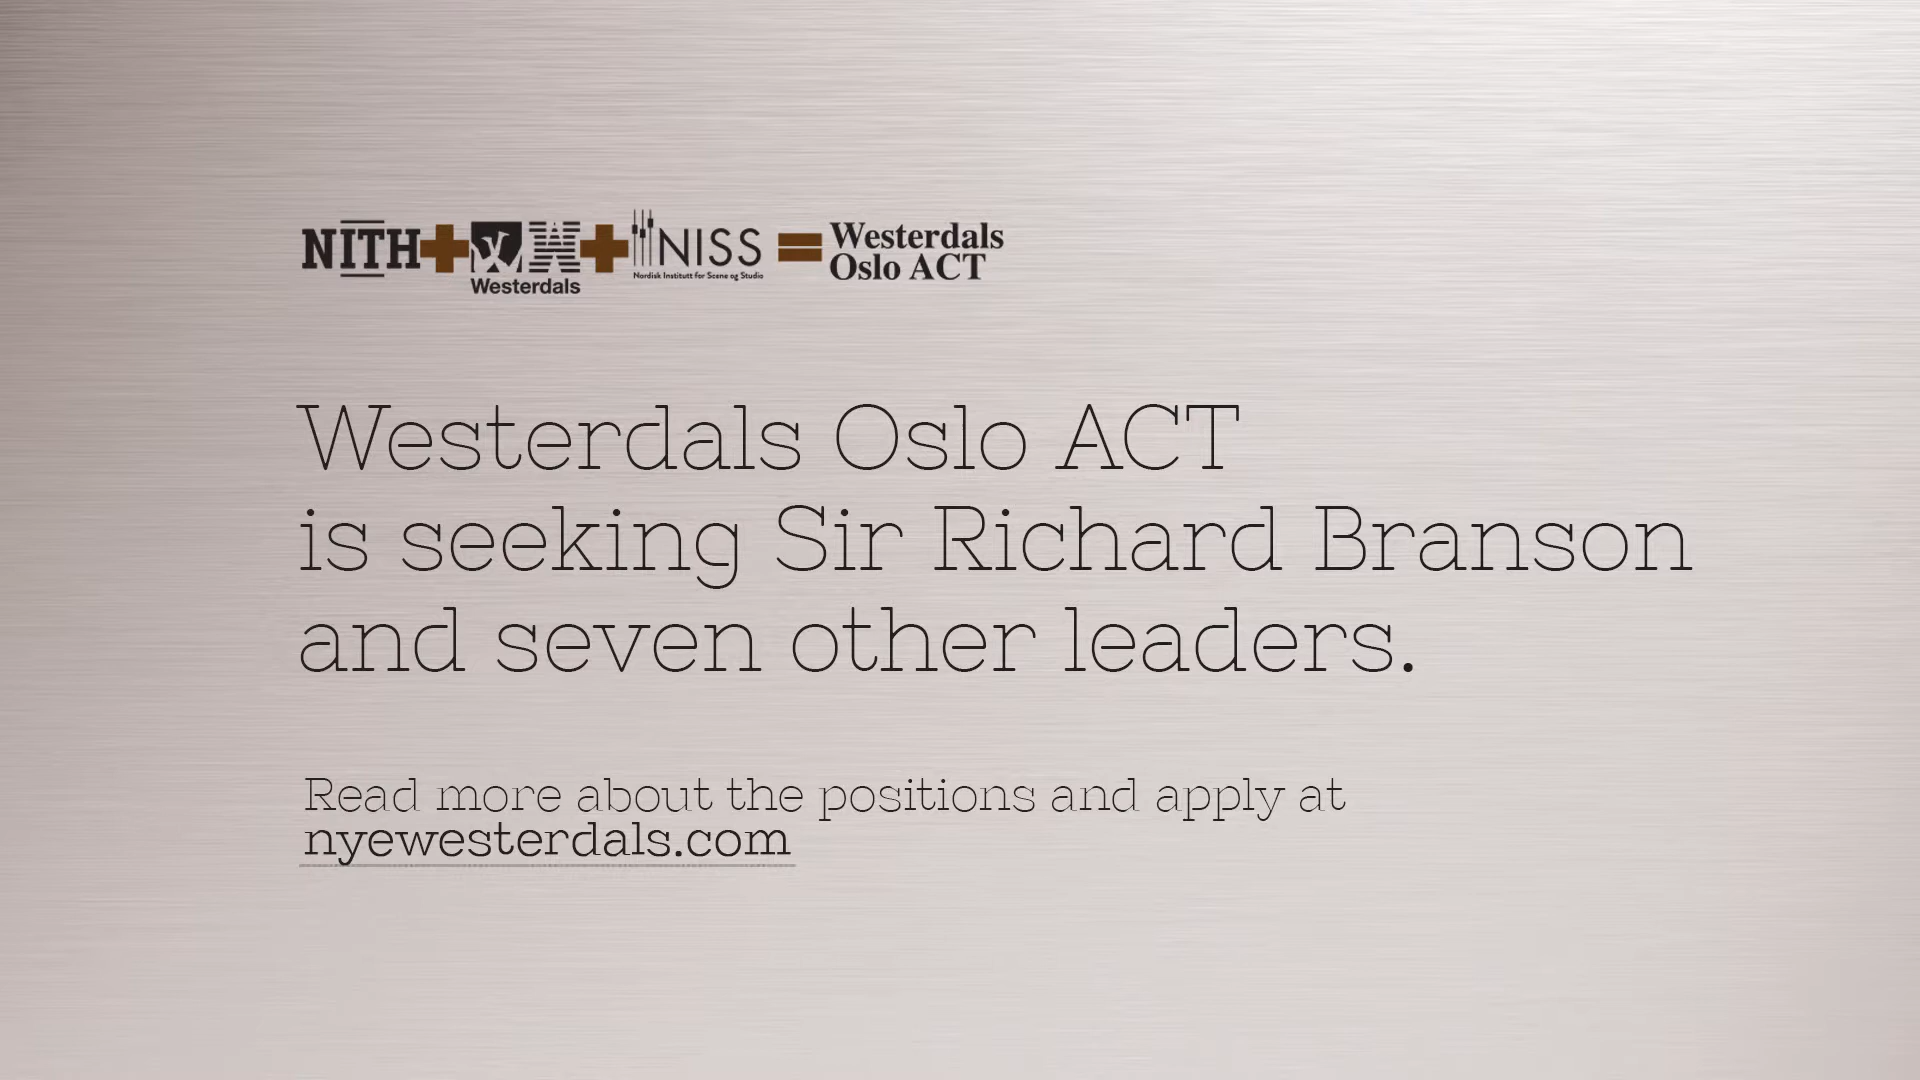 NITH + Westerdals + NISS = Westerdals
Nordisk Institutt for Scene og Studio
Oslo ACT
Westerdals Oslo ACT
is seeking Sir Richard Branson
and seven other leaders.
Read more about the positions and apply at
nyewesterdals.com